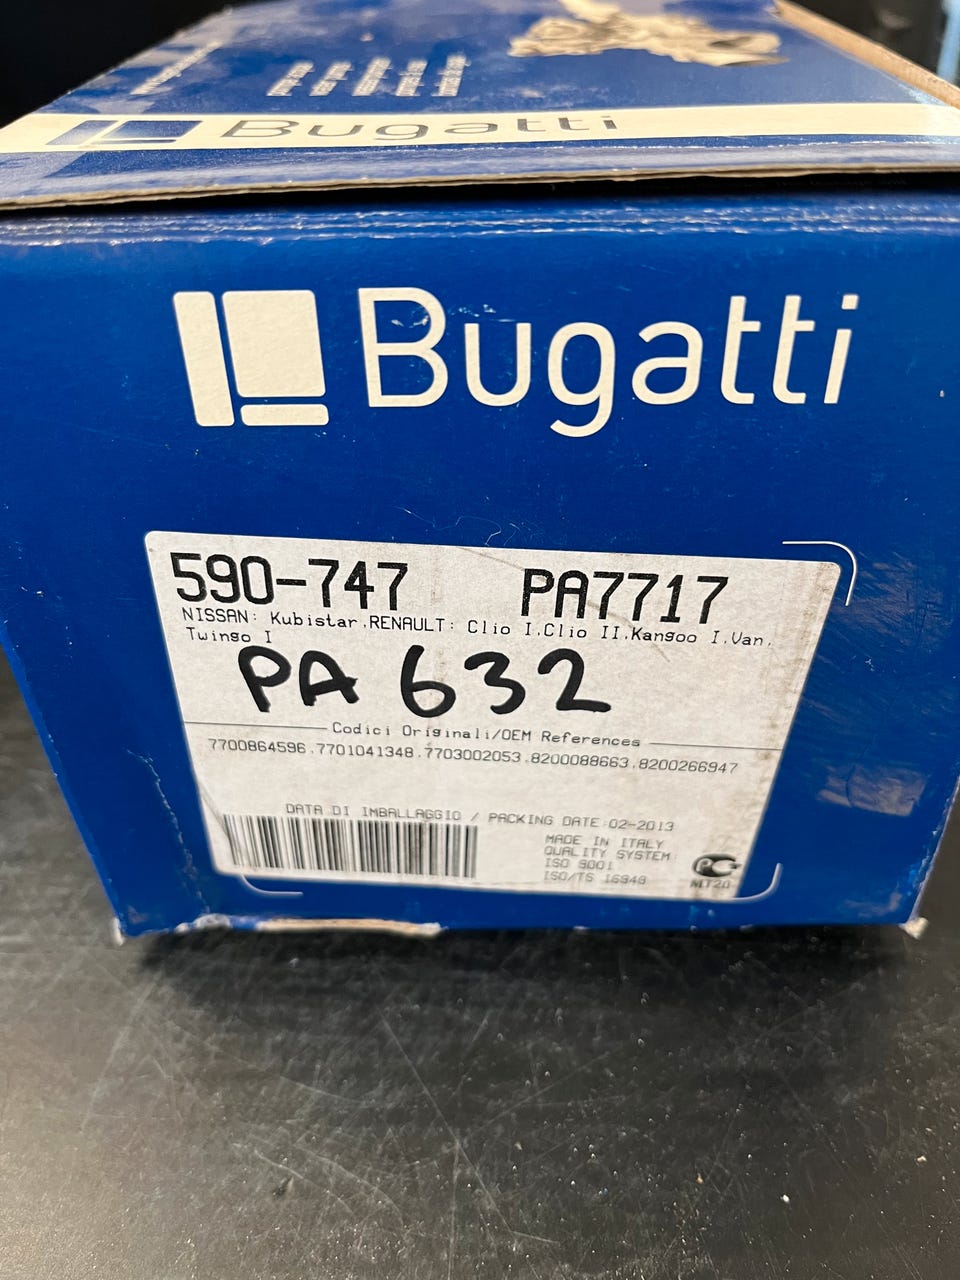 Bugatti
Bugatti
590-747 PA7717
NISSAN: Kubistar,RENAULT: Clio I,Clio II,Kangoo I,Van,
Twingo I
PA 632
Codici Originali/OEM References
7700864596,7701041348,7703002053,8200088663,8200266947
DATA DI IMBALLAGGIO / PACKING DATE:02-2013
MADE IN ITALY
QUALITY SYSTEM:
ISO 9001
ISO/TS 16949
МТ20